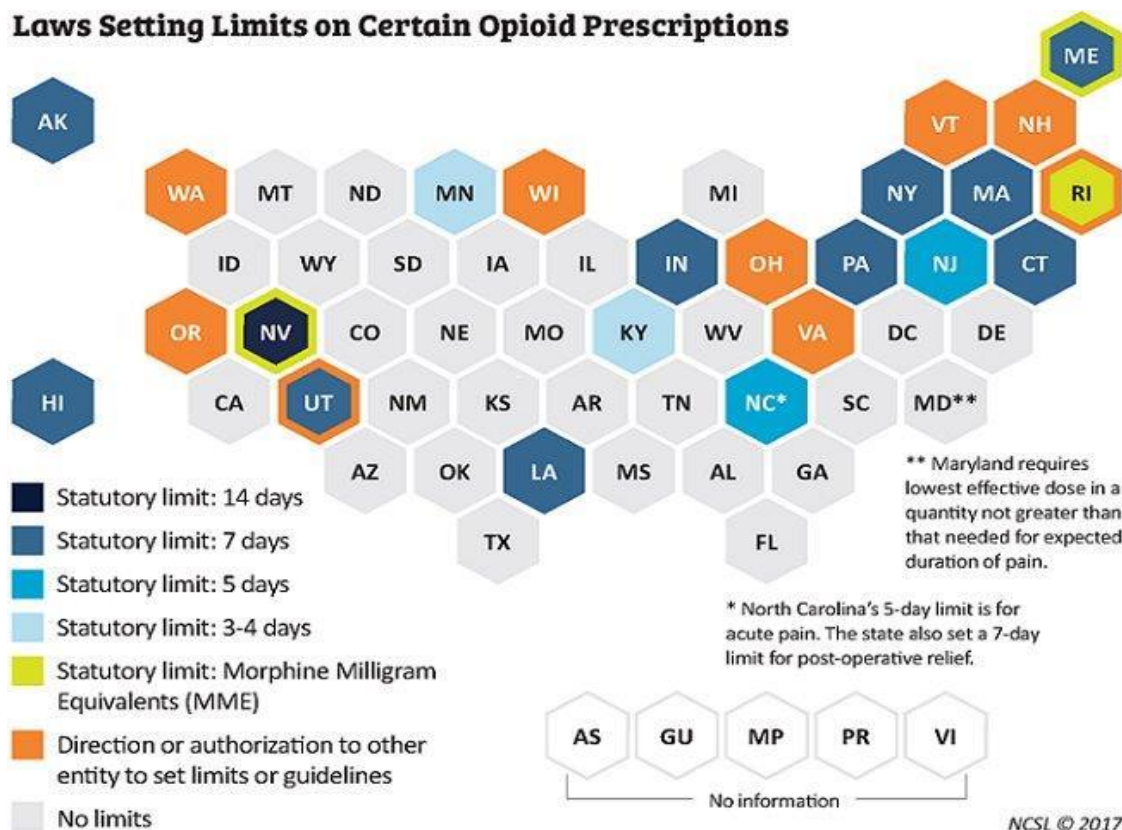 Laws Setting Limits on Certain Opioid Prescriptions
ME
AK
VT
NH
WA
MT
ND
MN
WI
MI
NY
MA
RI
ID
WY
SD
IA
IL
IN
OH
PA
NJ
CT
OR
NV
CO
NE
MO
KY
WV
VA
DC
DE
HI
CA
UT
NM
KS
AR
TN
NC*
SC
MD**
AZ
OK
LA
MS
AL
GA
TX
FL
** Maryland requires
lowest effective dose in a
quantity not greater than
that needed for expected
duration of pain.
Statutory limit: 14 days
Statutory limit: 7 days
Statutory limit: 5 days
Statutory limit: 3-4 days
Statutory limit: Morphine Milligram
Equivalents (MME)
Direction or authorization to other
entity to set limits or guidelines
No limits
* North Carolina's 5-day limit is for
acute pain. The state also set a 7-day
limit for post-operative relief.
AS
GU
MP
PR
VI
No information
NCSL © 2017